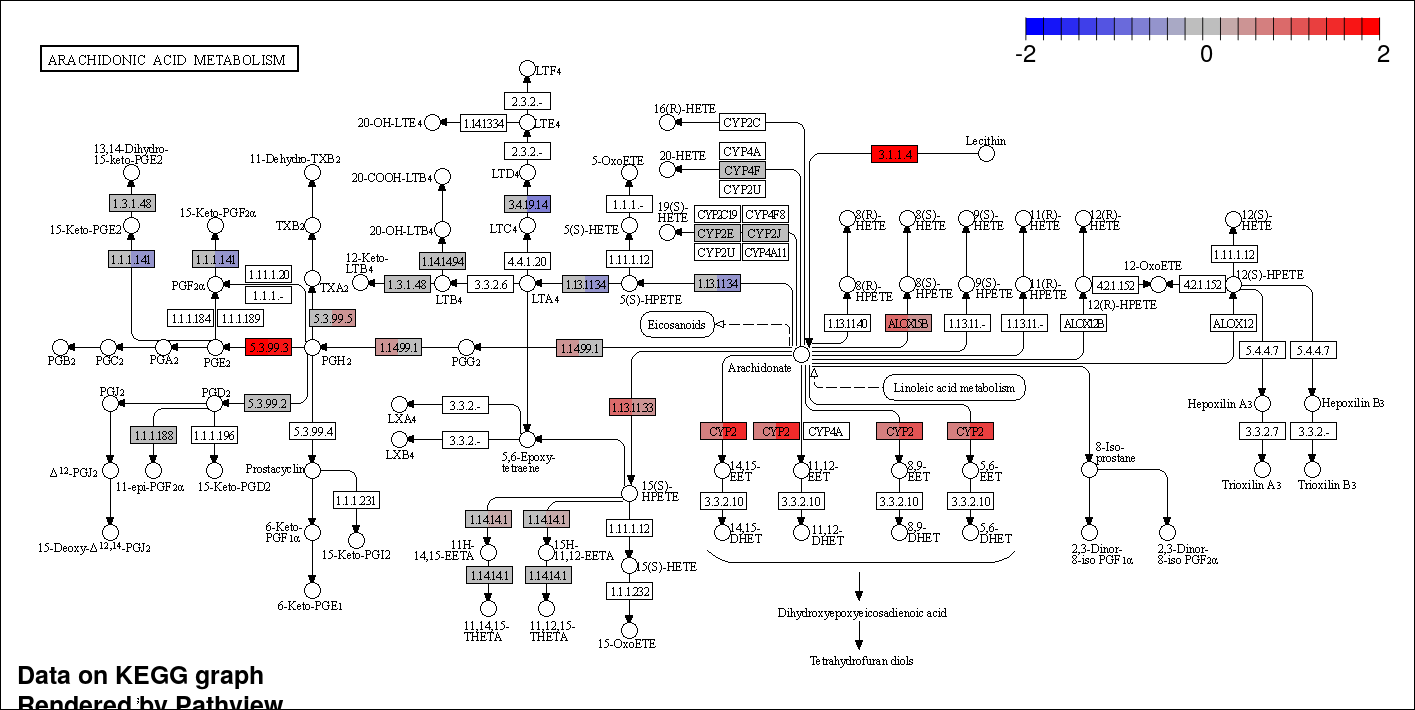 ARACHIDONIC ACID METABOLISM
-2 0 2
LTF4
2.3.2.-
20-OH-LTE4
1.14.13.34
LTE4
2.3.2.-
16(R)-HETE
CYP2C
CYP4A
20-HETE
CYP4F
CYP2U
3.1.1.4
Lecithin
13,14-Dihydro-
15-keto-PGE2
11-Dehydro-TXB2
20-COOH-LTB4
LTD4
5-OxoETE
1.3.1.48
3.4.19.14
1.1.1.-
19(S)-
HETE
CYP2C19
CYP4F8
CYP2E
CYP2J
CYP2U
CYP4A11
15-Keto-PGF2α
15-Keto-PGE2
TXB2
20-OH-LTB4
LTC4
5(S)-HETE
8(R)-
HETE
8(S)-
HETE
9(S)-
HETE
11(R)-
HETE
12(R)-
HETE
12(S)-
HETE
1.1.1.141
1.1.1.141
1.11.1.20
1.1.1.-
12-Keto-
LTB4
1.14.14.94
4.4.1.20
1.11.1.12
1.11.1.12
PGF2α
TXA2
1.3.1.48
LTB4
3.3.2.6
LTA4
1.13.11.34
5(S)-HPETE
1.13.11.34
8(R)-
HPETE
8(S)-
HPETE
9(S)-
HPETE
11(R)-
HPETE
12(R)-HPETE
4.2.1.152
12-OxoETE
4.2.1.152
12(S)-HPETE
1.1.1.184
1.1.1.189
5.3.99.5
Eicosanoids
1.13.11.40
ALOX15B
1.13.11.-
1.13.11.-
ALOX12B
ALOX12
PGB2
PGC2
PGA2
PGE2
5.3.99.3
PGH2
1.14.99.1
PGG2
1.14.99.1
Arachidonate
5.4.4.7
5.4.4.7
Linoleic acid metabolism
PGJ2
PGD2
5.3.99.2
LXA4
3.3.2.-
1.13.11.33
Hepoxilin A3
Hepoxilin B3
1.1.1.188
1.1.1.196
5.3.99.4
LXB4
3.3.2.-
5,6-Epoxy-
tetraene
CYP2
CYP2
CYP4A
CYP2
CYP2
3.3.2.7
3.3.2.-
Δ12-PGJ2
11-epi-PGF2α
15-Keto-PGD2
Prostacyclin
14,15-
EET
11,12-
EET
8,9-
EET
5,6-
EET
8-Iso-
prostane
Trioxilin A3
Trioxilin B3
1.1.1.231
15(S)-
HPETE
3.3.2.10
3.3.2.10
3.3.2.10
3.3.2.10
1.14.14.1
1.14.14.1
1.11.1.12
15-Deoxy-Δ12,14-PGJ2
6-Keto-
PGF1α
15-Keto-PGI2
11H-
14,15-EETA
15H-
11,12-EETA
14,15-
DHET
11,12-
DHET
8,9-
DHET
5,6-
DHET
2,3-Dinor-
8-iso PGF1α
2,3-Dinor-
8-iso PGF2α
1.14.14.1
1.14.14.1
15(S)-HETE
1.1.1.232
6-Keto-PGE1
11,14,15-
THETA
11,12,15-
THETA
15-OxoETE
Dihydroxyepoxyeicosadienoic acid
Tetrahydrofuran diols
Data on KEGG graph
Rendered by Pathview